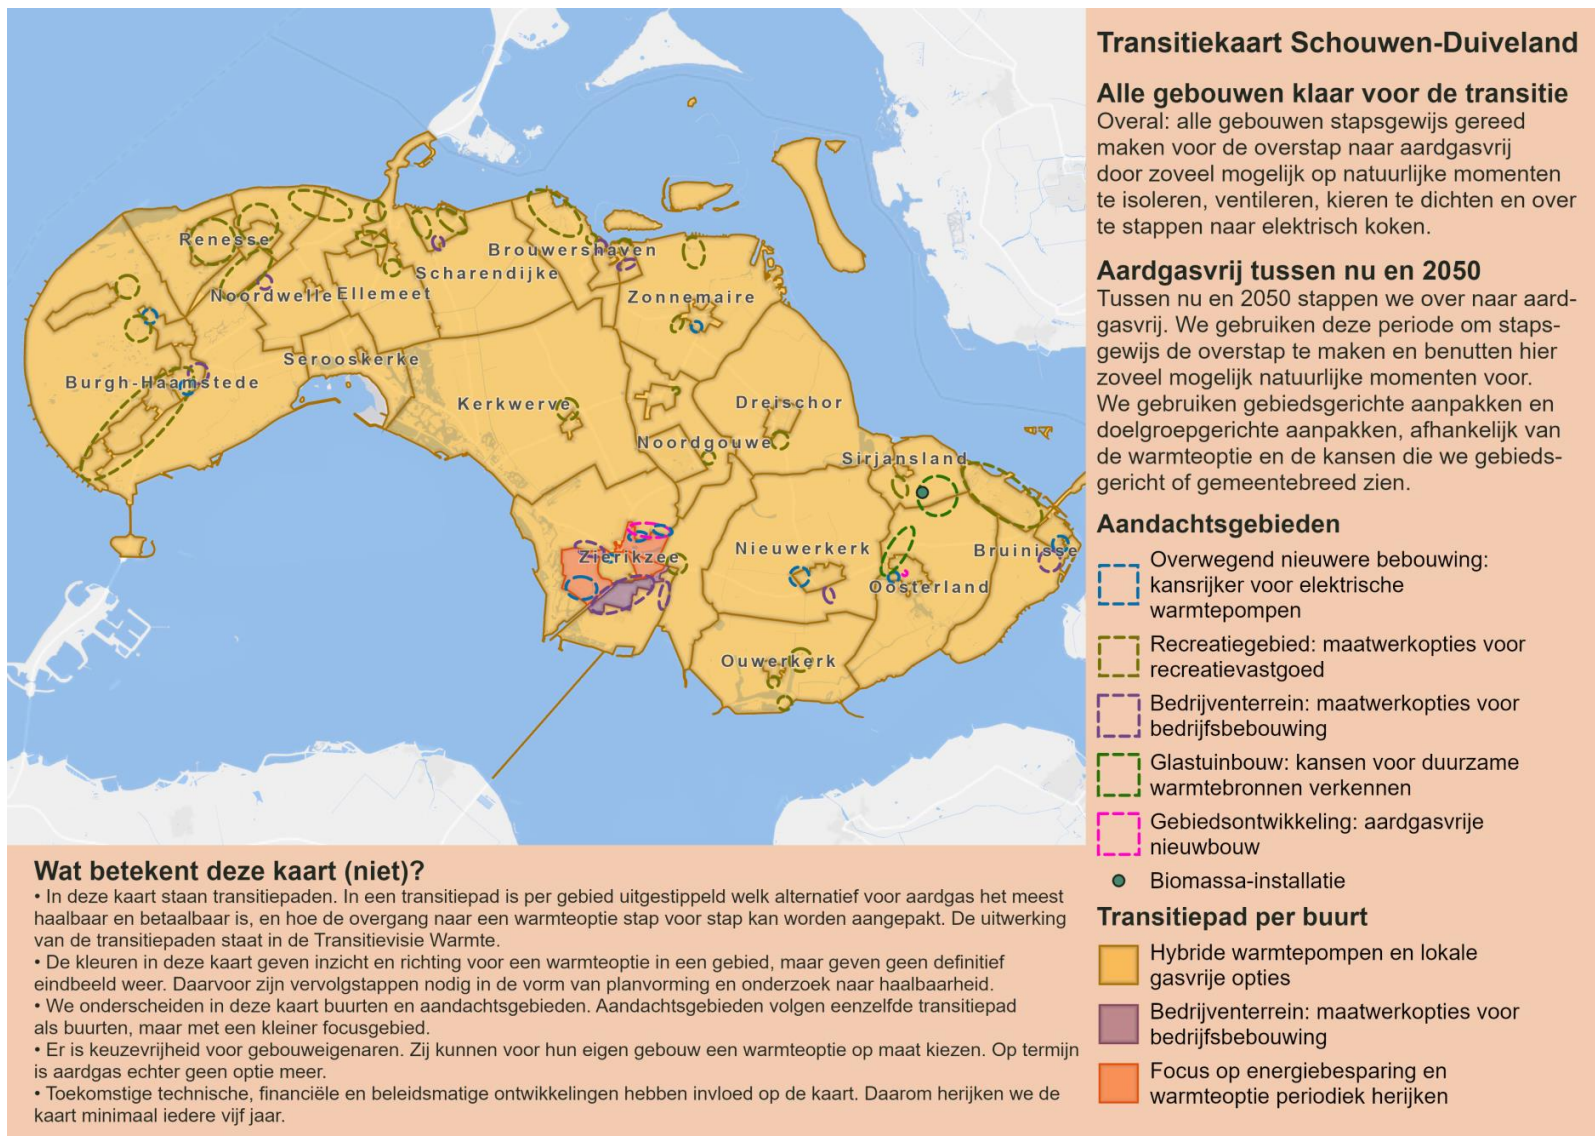 Transitiekaart Schouwen-Duiveland
Alle gebouwen klaar voor de transitie
Overal: alle gebouwen stapsgewijs gereed
maken voor de overstap naar aardgasvrij
door zoveel mogelijk op natuurlijke momenten
te isoleren, ventileren, kieren te dichten en over
te stappen naar elektrisch koken.
Aardgasvrij tussen nu en 2050
Tussen nu en 2050 stappen we over naar aard-
gasvrij. We gebruiken deze periode om staps-
gewijs de overstap te maken en benutten hier
zoveel mogelijk natuurlijke momenten voor.
We gebruiken gebiedsgerichte aanpakken en
doelgroepgerichte aanpakken, afhankelijk van
de warmteoptie en de kansen die we gebieds-
gericht of gemeentebreed zien.
Aandachtsgebieden
Overwegend nieuwere bebouwing:
kansrijker voor elektrische
warmtepompen
Recreatiegebied: maatwerkopties voor
recreatievastgoed
Bedrijventerrein: maatwerkopties voor
bedrijfsbebouwing
Glastuinbouw: kansen voor duurzame
warmtebronnen verkennen
Gebiedsontwikkeling: aardgasvrije
nieuwbouw
Biomassa-installatie
Transitiepad per buurt
Hybride warmtepompen en lokale
gasvrije opties
Bedrijventerrein: maatwerkopties voor
bedrijfsbebouwing
Focus op energiebesparing en
warmteoptie periodiek herijken
Renesse
Brouwershaven
Scharendijke
Noordwelle
Ellemeet
Zonnemaire
Serooskerke
Burgh-Haamstede
Kerkwerve
Dreischor
Noordgouwe
Sirjansland
Zierikzee
Nieuwerkerk
Bruinisse
Oosterland
Ouwerkerk
Wat betekent deze kaart (niet)?
• In deze kaart staan transitiepaden. In een transitiepad is per gebied uitgestippeld welk alternatief voor aardgas het meest
haalbaar en betaalbaar is, en hoe de overgang naar een warmteoptie stap voor stap kan worden aangepakt. De uitwerking
van de transitiepaden staat in de Transitievisie Warmte.
• De kleuren in deze kaart geven inzicht en richting voor een warmteoptie in een gebied, maar geven geen definitief
eindbeeld weer. Daarvoor zijn vervolgstappen nodig in de vorm van planvorming en onderzoek naar haalbaarheid.
• We onderscheiden in deze kaart buurten en aandachtsgebieden. Aandachtsgebieden volgen eenzelfde transitiepad
als buurten, maar met een kleiner focusgebied.
• Er is keuzevrijheid voor gebouweigenaren. Zij kunnen voor hun eigen gebouw een warmteoptie op maat kiezen. Op termijn
is aardgas echter geen optie meer.
• Toekomstige technische, financiële en beleidsmatige ontwikkelingen hebben invloed op de kaart. Daarom herijken we de
kaart minimaal iedere vijf jaar.